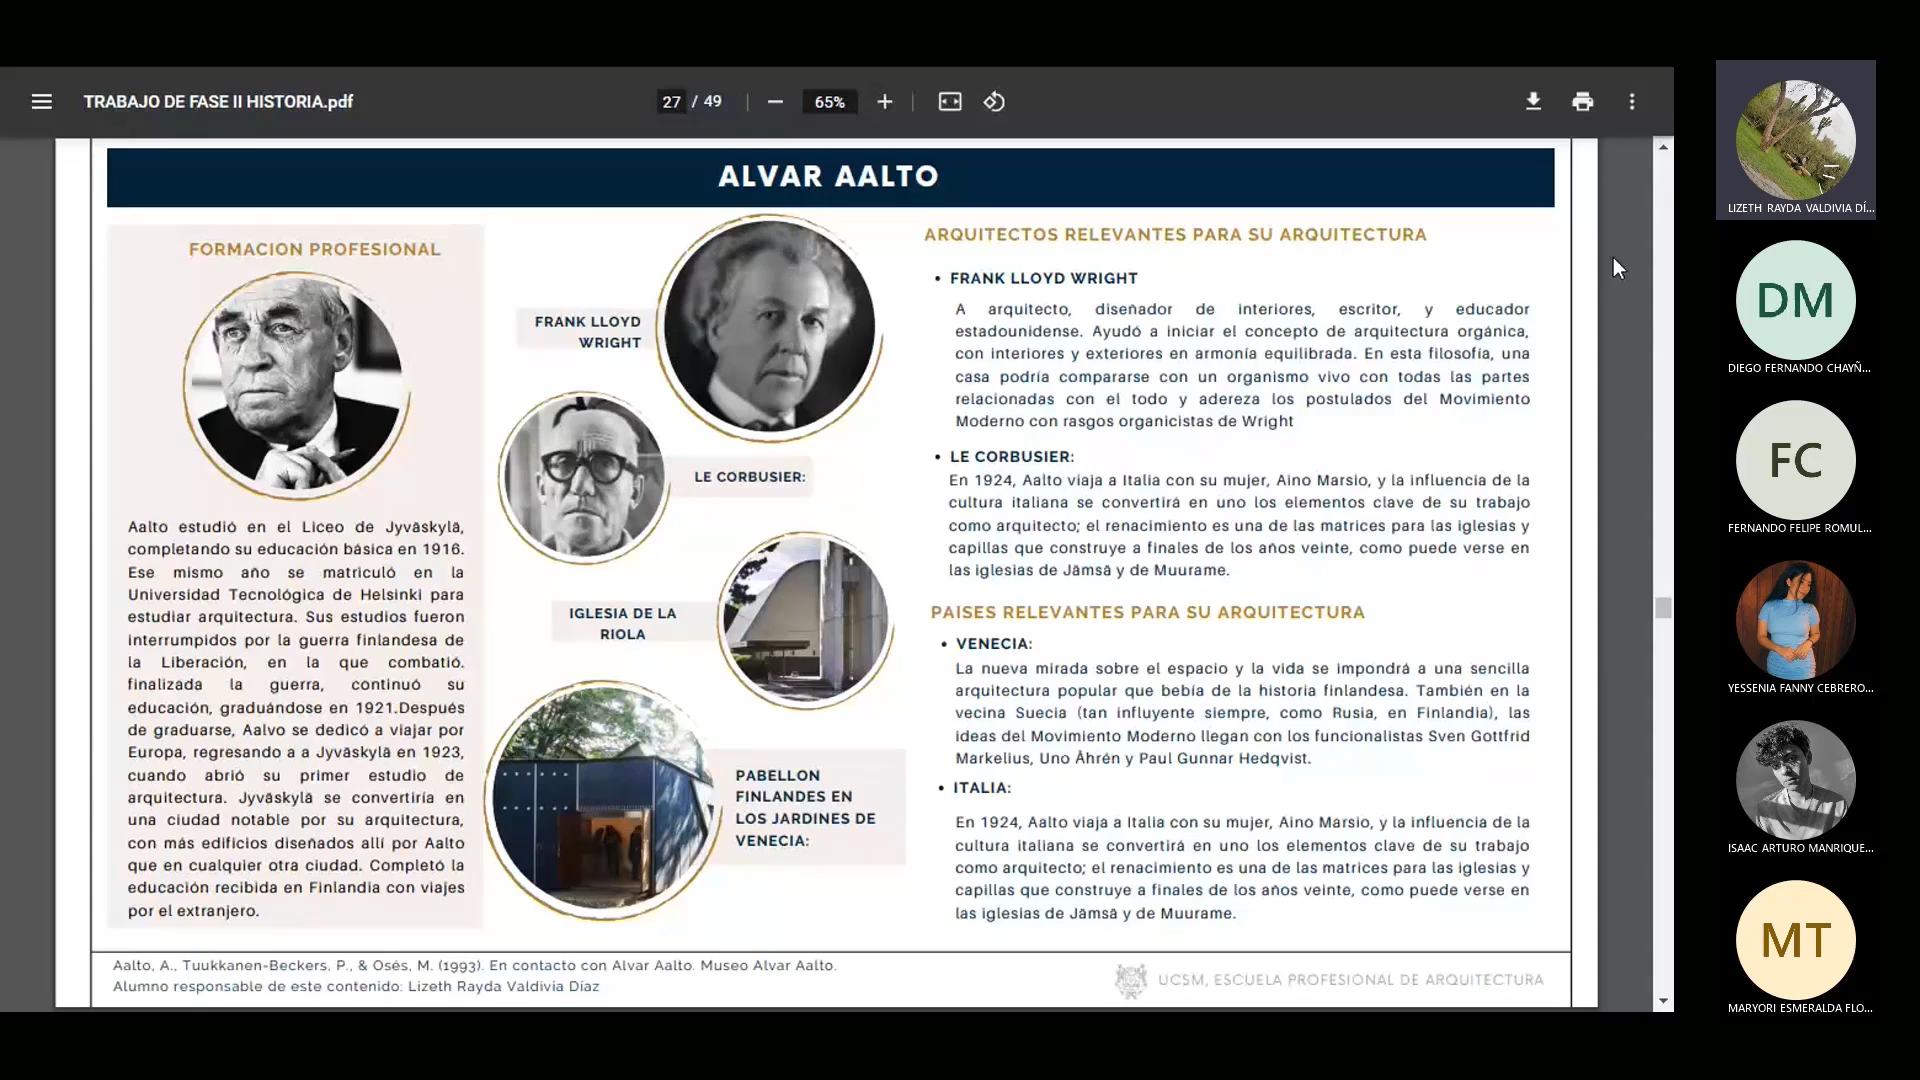 TRABAJO DE FASE II HISTORIA.pdf
27 / 49
65%
ALVAR AALTO
FORMACION PROFESIONAL
Aalto estudió en el Liceo de Jyväskylä,
completando su educación básica en 1916.
Ese mismo año se matriculó en la
Universidad Tecnológica de Helsinki para
estudiar arquitectura. Sus estudios fueron
interrumpidos por la guerra finlandesa de
la Liberación, en la que combatió.
finalizada la guerra, continuó su
educación, graduándose en 1921.Después
de graduarse, Aalvo se dedicó a viajar por
Europa, regresando a a Jyväskylä en 1923,
cuando abrió su primer estudio de
arquitectura. Jyväskylä se convertiría en
una ciudad notable por su arquitectura,
con más edificios diseñados allí por Aalto
que en cualquier otra ciudad. Completó la
educación recibida en Finlandia con viajes
por el extranjero.
FRANK LLOYD
WRIGHT
LE CORBUSIER:
IGLESIA DE LA
RIOLA
PABELLON
FINLANDES EN
LOS JARDINES DE
VENECIA:
ARQUITECTOS RELEVANTES PARA SU ARQUITECTURA
• FRANK LLOYD WRIGHT
A arquitecto, diseñador de interiores, escritor, y educador
estadounidense. Ayudó a iniciar el concepto de arquitectura orgánica,
con interiores y exteriores en armonía equilibrada. En esta filosofía, una
casa podría compararse con un organismo vivo con todas las partes
relacionadas con el todo y adereza los postulados del Movimiento
Moderno con rasgos organicistas de Wright
• LE CORBUSIER:
En 1924, Aalto viaja a Italia con su mujer, Aino Marsio, y la influencia de la
cultura italiana se convertirá en uno los elementos clave de su trabajo
como arquitecto; el renacimiento es una de las matrices para las iglesias y
capillas que construye a finales de los años veinte, como puede verse en
las iglesias de Jämsä y de Muurame.
PAISES RELEVANTES PARA SU ARQUITECTURA
• VENECIA:
La nueva mirada sobre el espacio y la vida se impondrá a una sencilla
arquitectura popular que bebía de la historia finlandesa. También en la
vecina Suecia (tan influyente siempre, como Rusia, en Finlandia), las
ideas del Movimiento Moderno llegan con los funcionalistas Sven Gottfrid
Markelius, Uno Åhrén y Paul Gunnar Hedqvist.
• ITALIA:
En 1924, Aalto viaja a Italia con su mujer, Aino Marsio, y la influencia de la
cultura italiana se convertirá en uno los elementos clave de su trabajo
como arquitecto; el renacimiento es una de las matrices para las iglesias y
capillas que construye a finales de los años veinte, como puede verse en
las iglesias de Jämsä y de Muurame.
Aalto, A., Tuukkanen-Beckers, P., & Osés, M. (1993). En contacto con Alvar Aalto. Museo Alvar Aalto.
Alumno responsable de este contenido: Lizeth Rayda Valdivia Díaz
UCSM, ESCUELA PROFESIONAL DE ARQUITECTURA
LIZETH RAYDA VALDIVIA DÍ...
DM
DIEGO FERNANDO CHAYÑ...
FC
FERNANDO FELIPE ROMUL...
YESSENIA FANNY CEBRERO...
ISAAC ARTURO MANRIQUE...
MT
MARYORI ESMERALDA FLO...